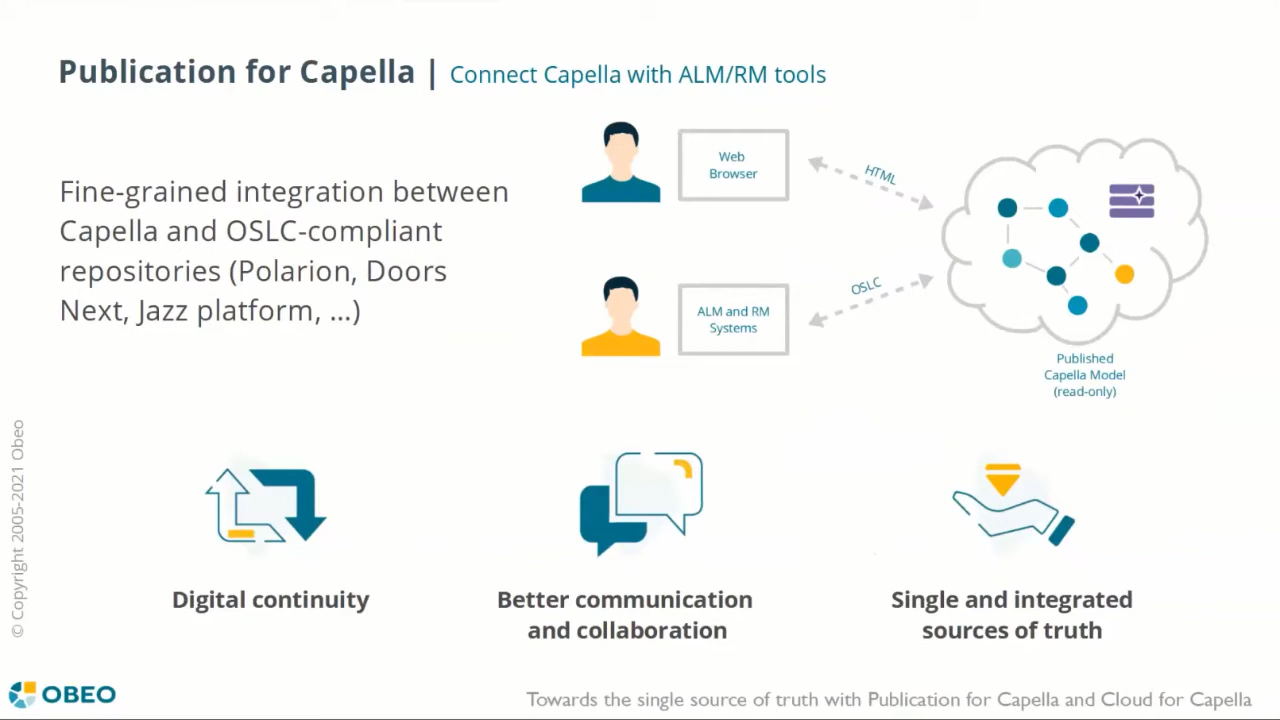 Publication for Capella | Connect Capella with ALM/RM tools
Fine-grained integration between
Capella and OSLC-compliant
repositories (Polarion, Doors
Next, Jazz platform, ...)
Web
Browser
HTML
ALM and RM
Systems
OSLC
Published
Capella Model
(read-only)
Digital continuity
Better communication
and collaboration
Single and integrated
sources of truth
© Copyright 2005-2021 Obeo
OBEO
Towards the single source of truth with Publication for Capella and Cloud for Capella